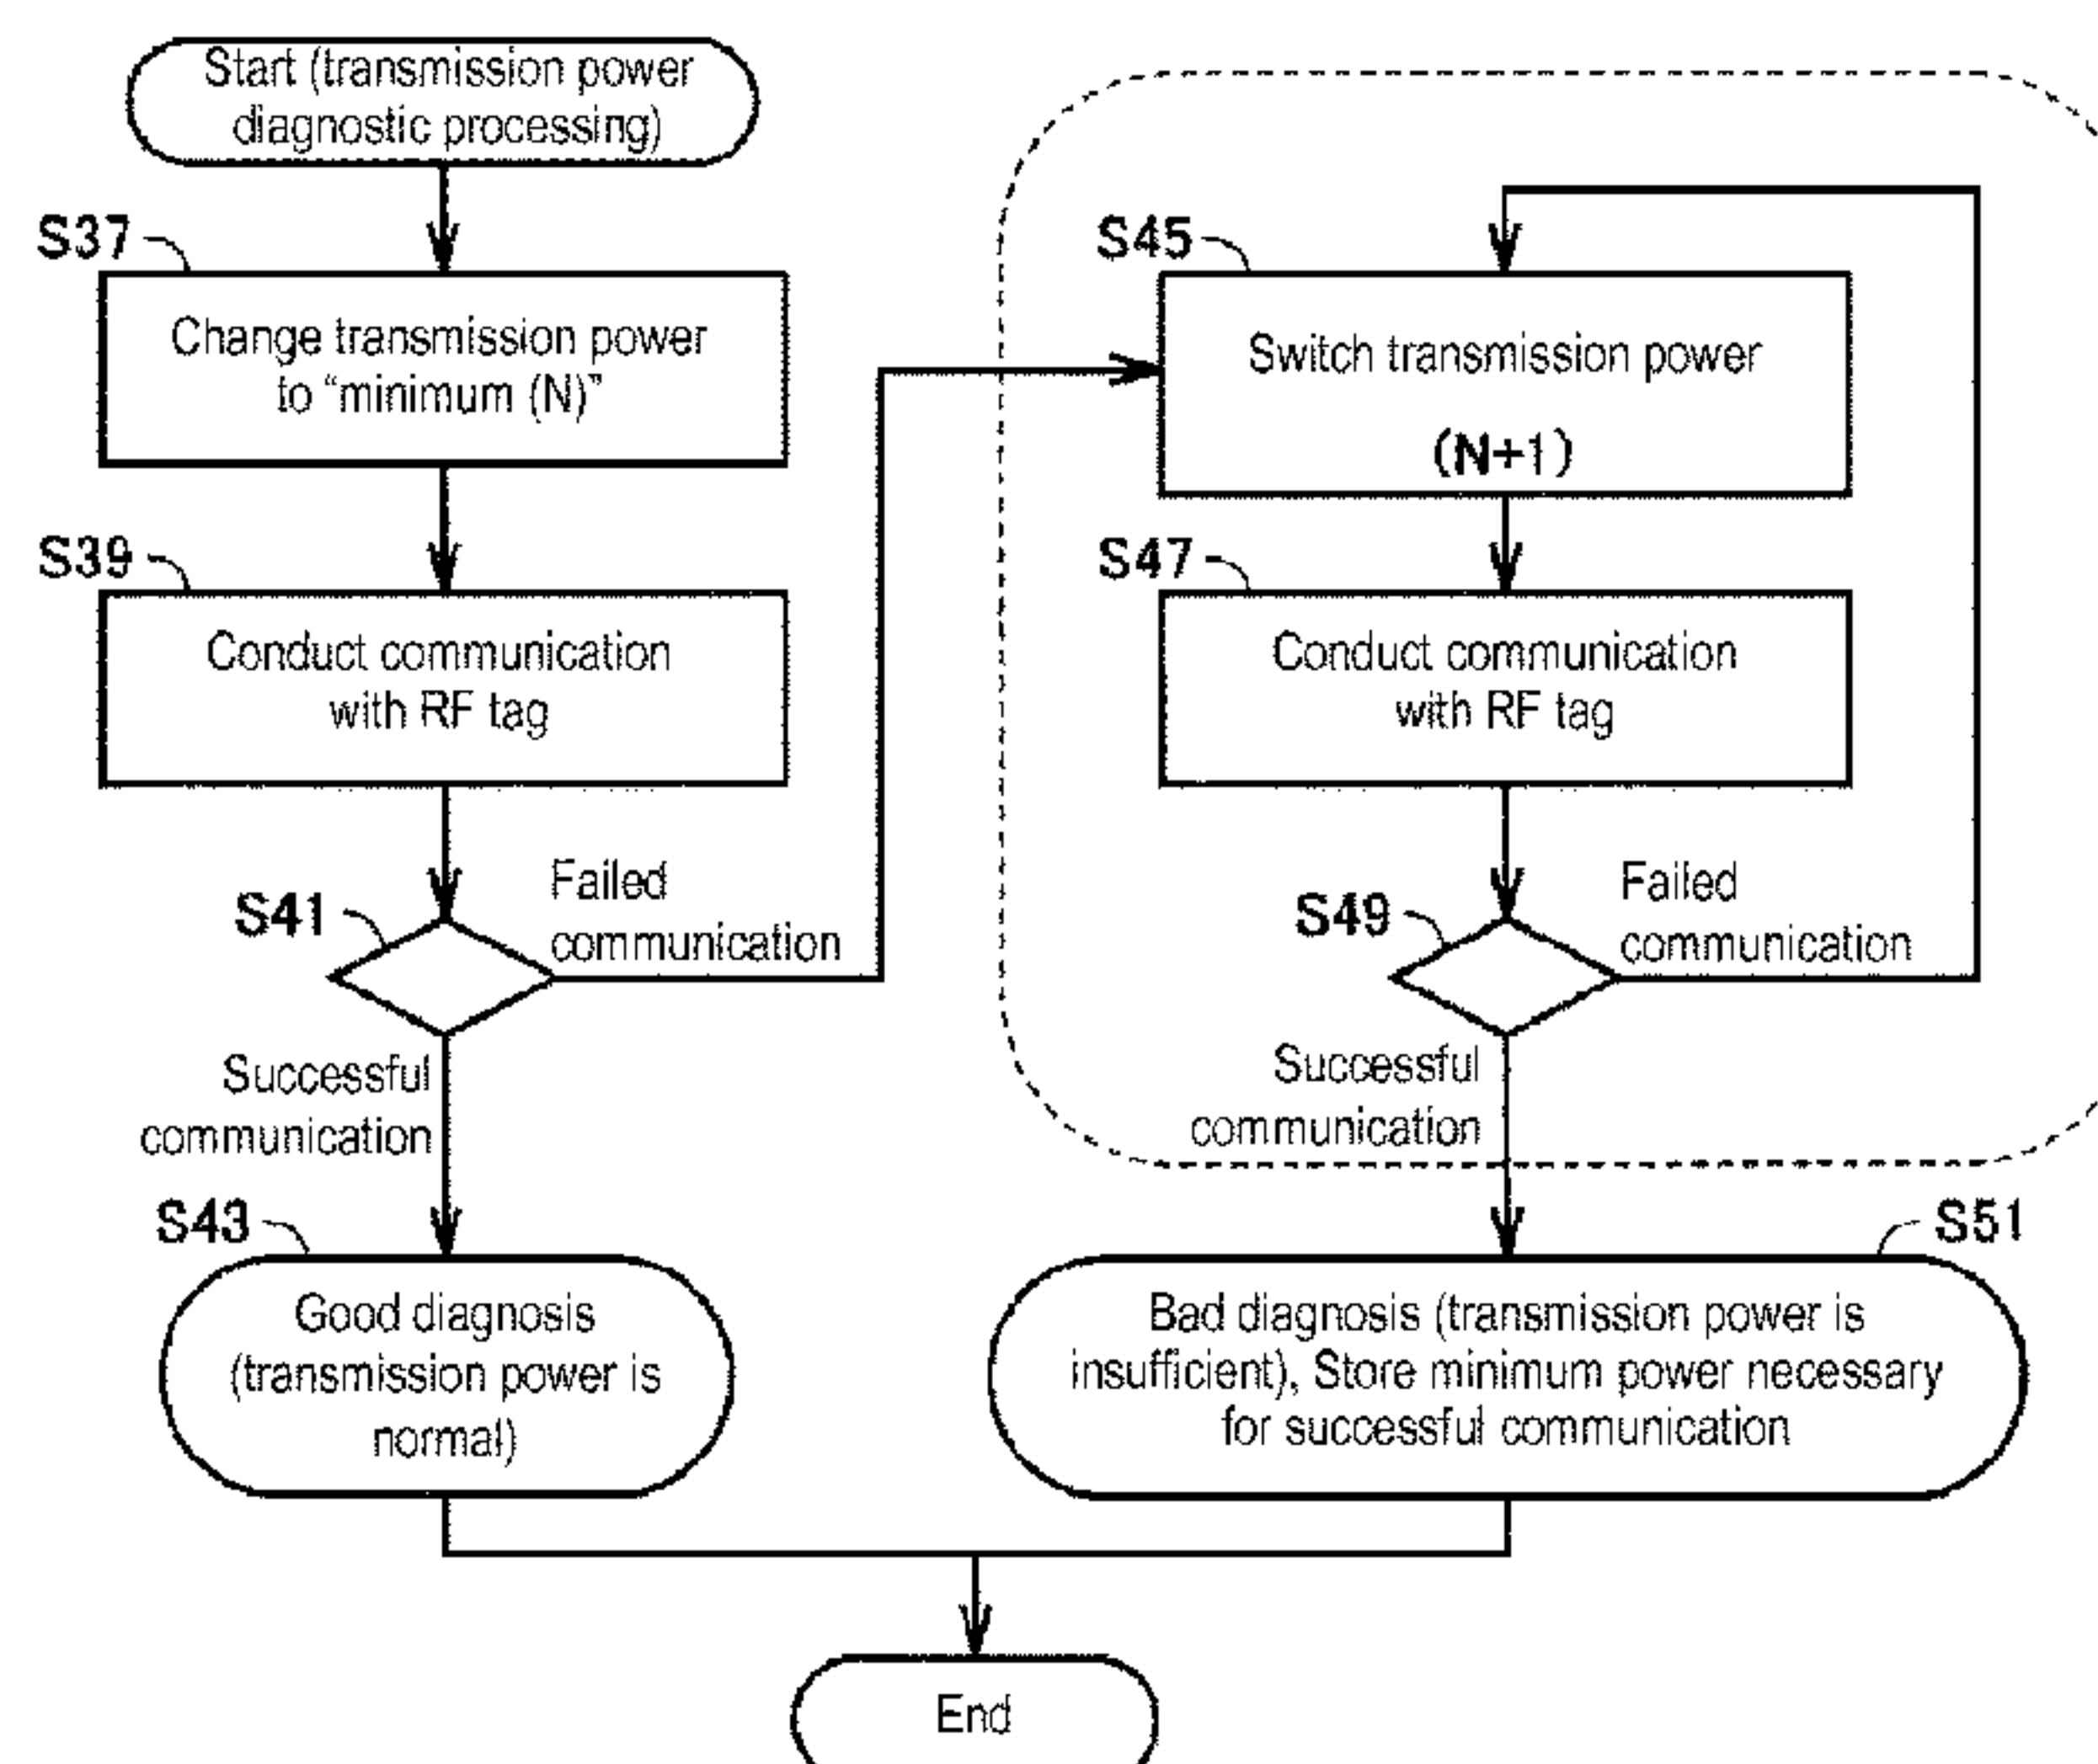 Start (transmission power
diagnostic processing)
S37
Change transmission power
to “minimum (N)”
S39
Conduct communication
with RF tag
S41
Failed
communication
Successful
communication
S43
Good diagnosis
(transmission power is
normal)
S45
Switch transmission power
(N+1)
S47
Conduct communication
with RF tag
S49
Failed
communication
Successful
communication
S51
Bad diagnosis (transmission power is
insufficient), Store minimum power necessary
for successful communication
End